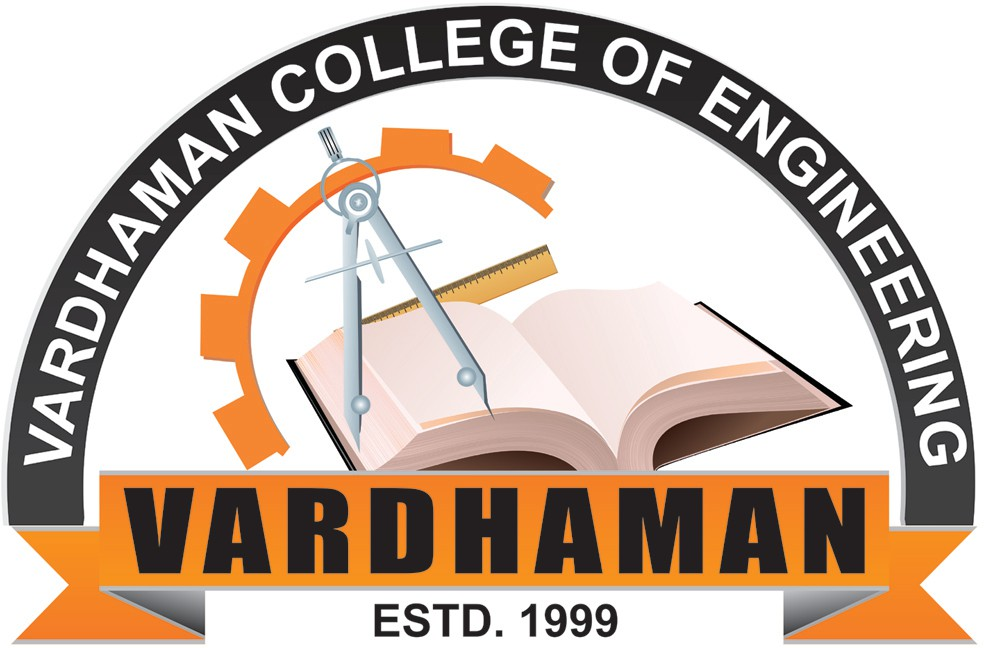 VARDHAMAN COLLEGE OF ENGINEERING
VARDHAMAN
ESTD. 1999